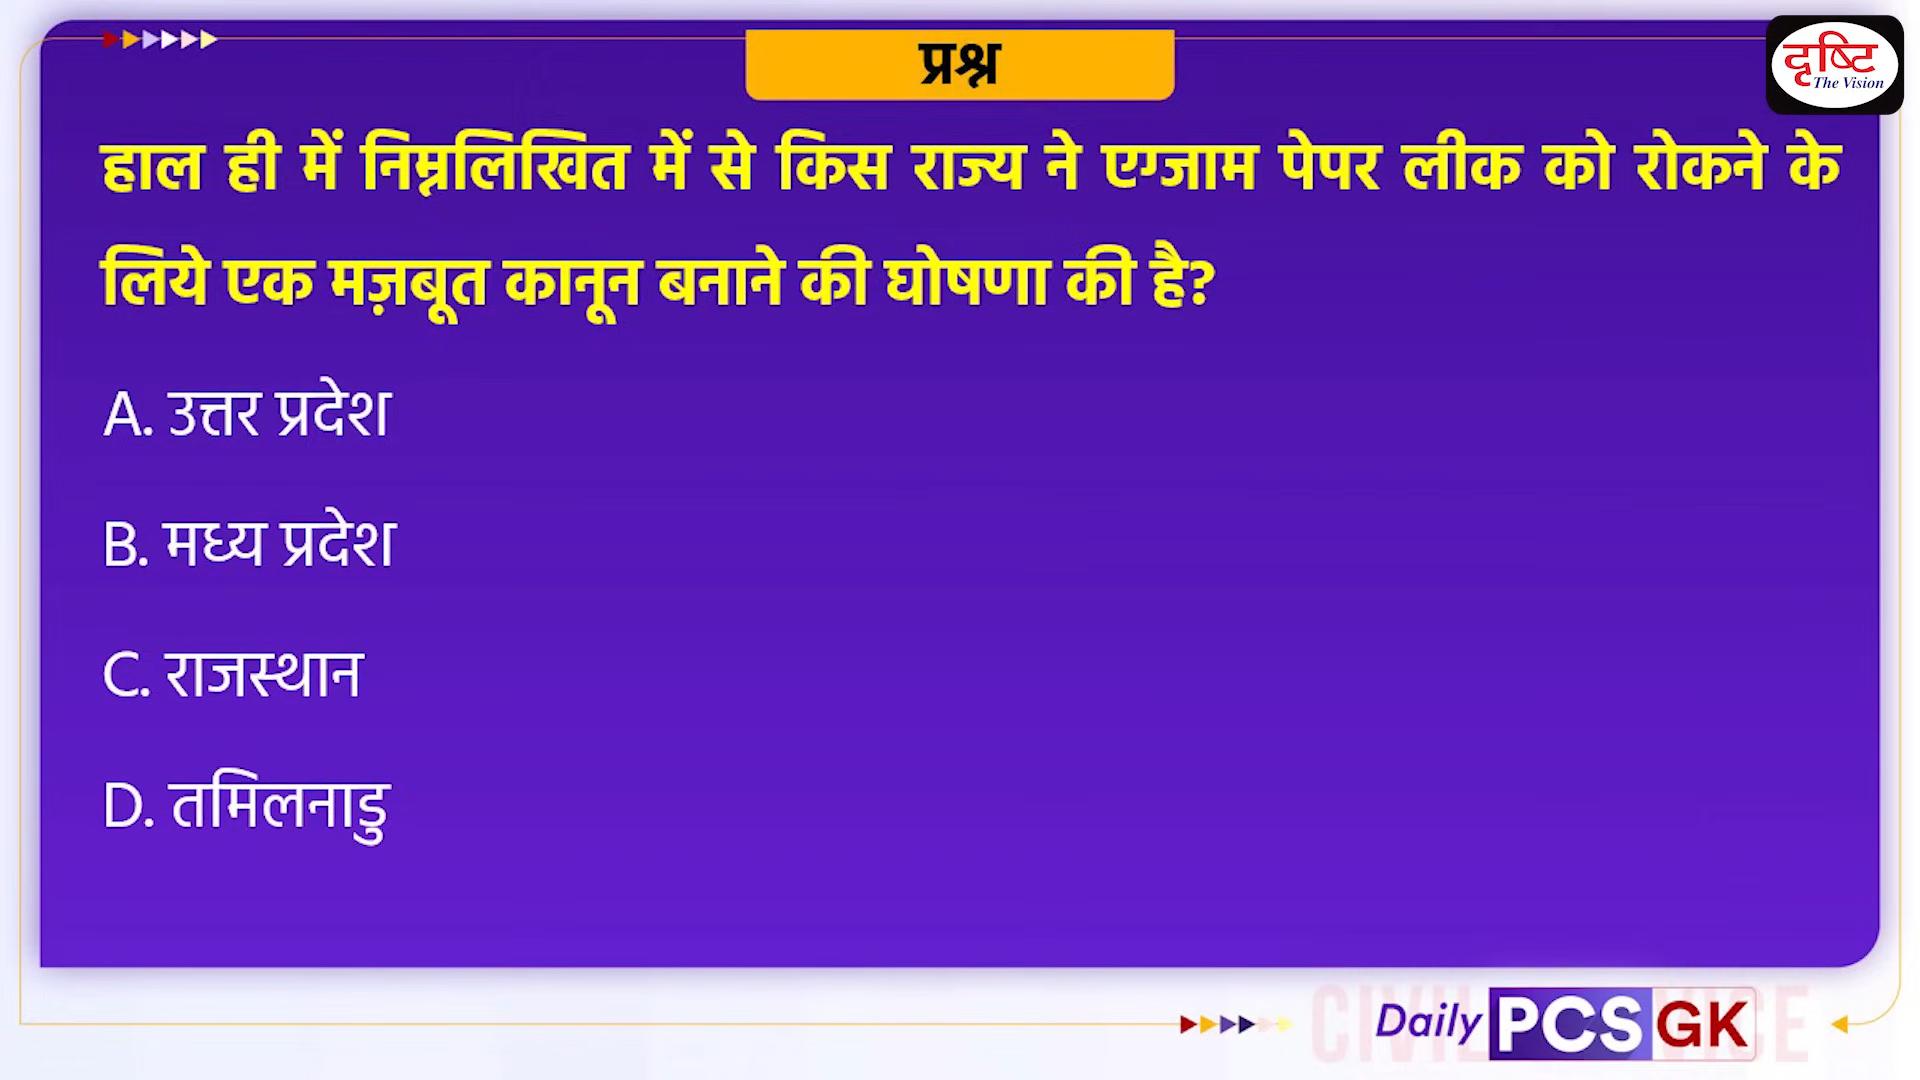 प्रश्न
दृष्टि
The Vision
हाल ही में निम्नलिखित में से किस राज्य ने एग्जाम पेपर लीक को रोकने के
लिये एक मज़बूत कानून बनाने की घोषणा की है?
A. उत्तर प्रदेश
B. मध्य प्रदेश
C. राजस्थान
D. तमिलनाडु
Daily PCS GK